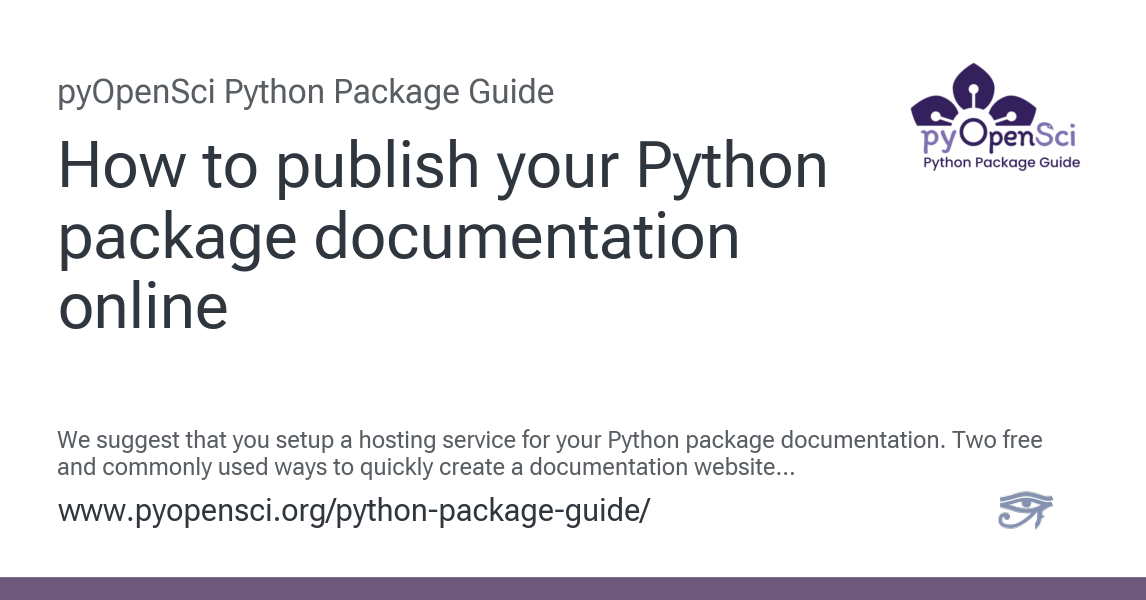 pyOpenSci Python Package Guide
How to publish your Python
package documentation
online
pyOpenSci
Python Package Guide
We suggest that you setup a hosting service for your Python package documentation. Two free
and commonly used ways to quickly create a documentation website...
www.pyopensci.org/python-package-guide/